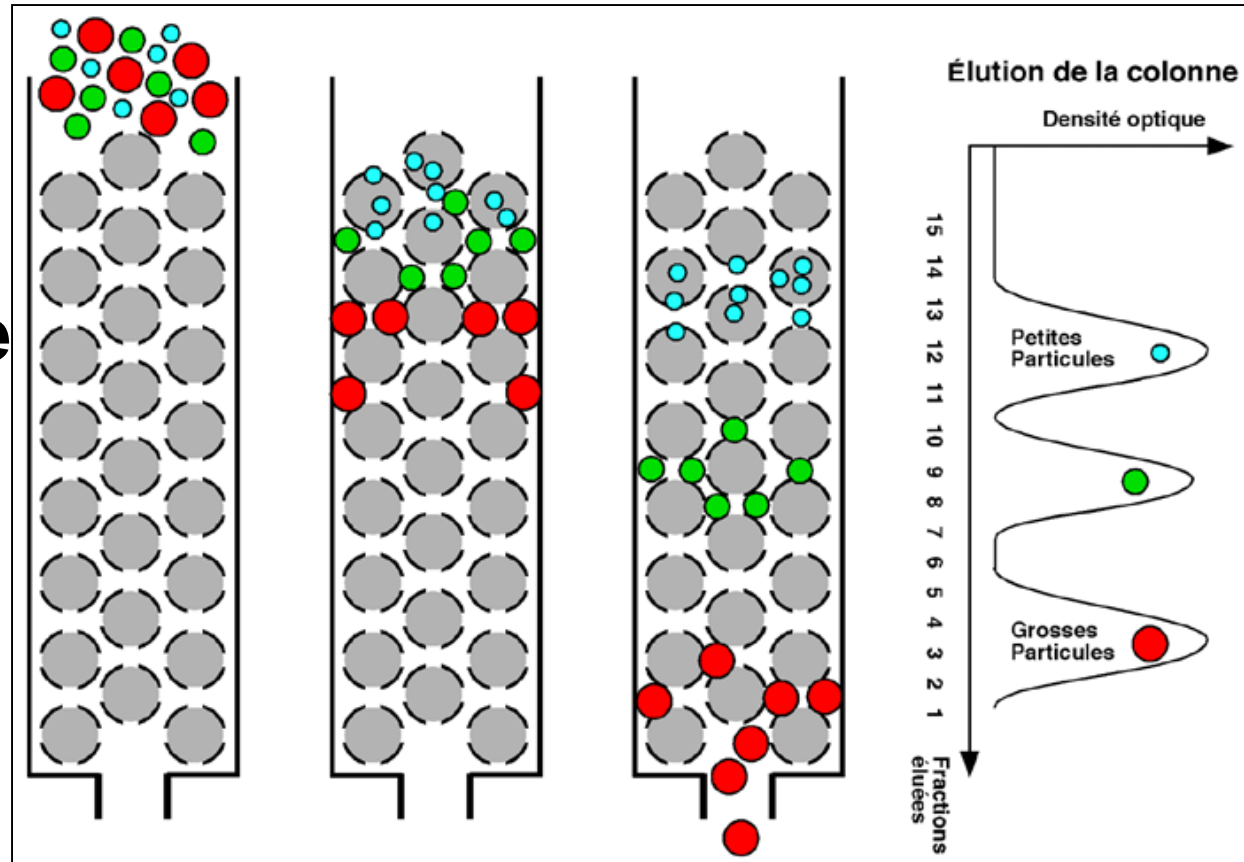 e
Élution de la colonne
Densité optique
15
14
13
12
11
10
9
8
7
6
5
4
3
2
1
Petites
Particules
Grosses
Particules
Fractions
éluées